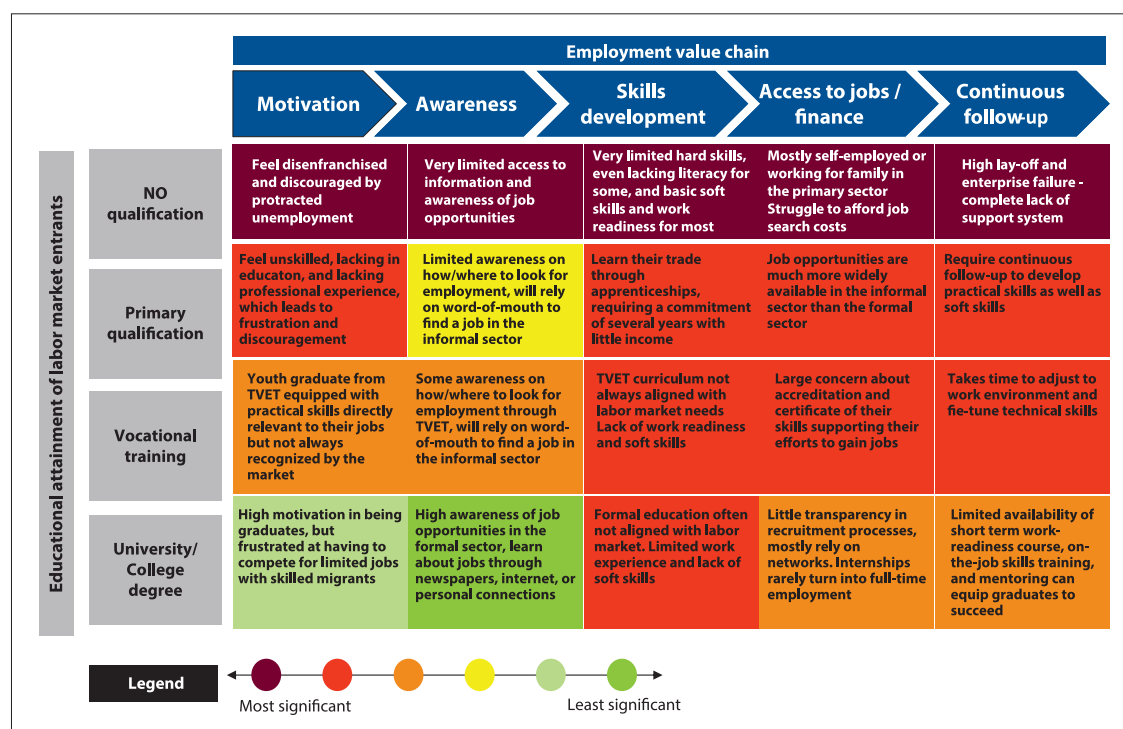 Employment value chain
Motivation
Awareness
Skills
development
Access to jobs /
finance
Continuous
follow-up
Educational attainment of labor market entrants
NO
qualification
Feel disenfranchised
and discouraged by
protracted
unemployment
Very limited access to
information and
awareness of job
opportunities
Very limited hard skills,
even lacking literacy for
some, and basic soft
skills and work
readiness for most
Mostly self-employed or
working for family in
the primary sector
Struggle to afford job
search costs
High lay-off and
enterprise failure -
complete lack of
support system
Primary
qualification
Feel unskilled, lacking in
educaton, and lacking
professional experience,
which leads to
frustration and
discouragement
Limited awareness on
how/where to look for
employment, will rely
on word-of-mouth to
find a job in the
informal sector
Learn their trade
through
apprenticeships,
requiring a commitment
of several years with
little income
Job opportunities are
much more widely
available in the informal
sector than the formal
sector
Require continuous
follow-up to develop
practical skills as well as
soft skills
Vocational
training
Youth graduate from
TVET equipped with
practical skills directly
relevant to their jobs
but not always
recognized by the
market
Some awareness on
how/where to look for
employment through
TVET, will rely on word-
of-mouth to find a job in
the informal sector
TVET curriculum not
always aligned with
labor market needs
Lack of work readiness
and soft skills
Large concern about
accreditation and
certificate of their
skills supporting their
efforts to gain jobs
Takes time to adjust to
work environment and
fie-tune technical skills
University/
College
degree
High motivation in being
graduates, but
frustrated at having to
compete for limited jobs
with skilled migrants
High awareness of job
opportunities in the
formal sector, learn
about jobs through
newspapers, internet, or
personal connections
Formal education often
not aligned with labor
market. Limited work
experience and lack of
soft skills
Little transparency in
recruitment processes,
mostly rely on
networks. Internships
rarely turn into full-time
employment
Limited availability of
short term work-
readiness course, on-
the-job skills training,
and mentoring can
equip graduates to
succeed
Legend
Most significant
Least significant